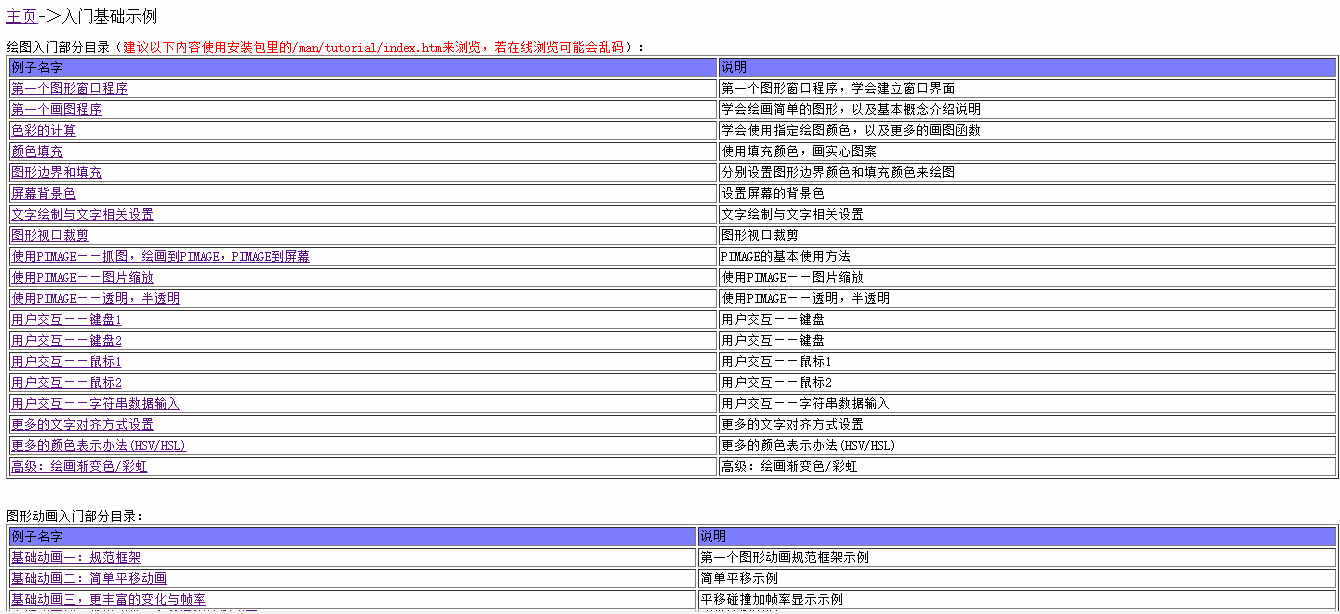 主页->入门基础示例
绘图入门部分目录（建议以下内容使用安装包里的/man/tutorial/index.htm来浏览，若在线浏览可能会乱码）：
例子名字 说明
第一个图形窗口程序 第一个图形窗口程序，学会建立窗口界面
第一个画图程序 学会绘画简单的图形，以及基本概念介绍说明
色彩的计算 学会使用指定绘图颜色，以及更多的画图函数
颜色填充 使用填充颜色，画实心图案
图形边界和填充 分别设置图形边界颜色和填充颜色来绘图
屏幕背景色 设置屏幕的背景色
文字绘制与文字相关设置 文字绘制与文字相关设置
图形视口裁剪 图形视口裁剪
使用PIMAGE－－抓图，绘画到PIMAGE，PIMAGE到屏幕 PIMAGE的基本使用方法
使用PIMAGE－－图片缩放 使用PIMAGE－－图片缩放
使用PIMAGE－－透明，半透明 使用PIMAGE－－透明，半透明
用户交互－－键盘1 用户交互－－键盘
用户交互－－键盘2 用户交互－－键盘
用户交互－－鼠标1 用户交互－－鼠标1
用户交互－－鼠标2 用户交互－－鼠标2
用户交互－－字符串数据输入 用户交互－－字符串数据输入
更多的文字对齐方式设置 更多的文字对齐方式设置
更多的颜色表示办法(HSV/HSL) 更多的颜色表示办法(HSV/HSL)
高级：绘画渐变色/彩虹 高级：绘画渐变色/彩虹
图形动画入门部分目录：
例子名字 说明
基础动画一：规范框架 第一个图形动画规范框架示例
基础动画二：简单平移动画 简单平移示例
基础动画三，更丰富的变化与帧率 平移碰撞加帧率显示示例